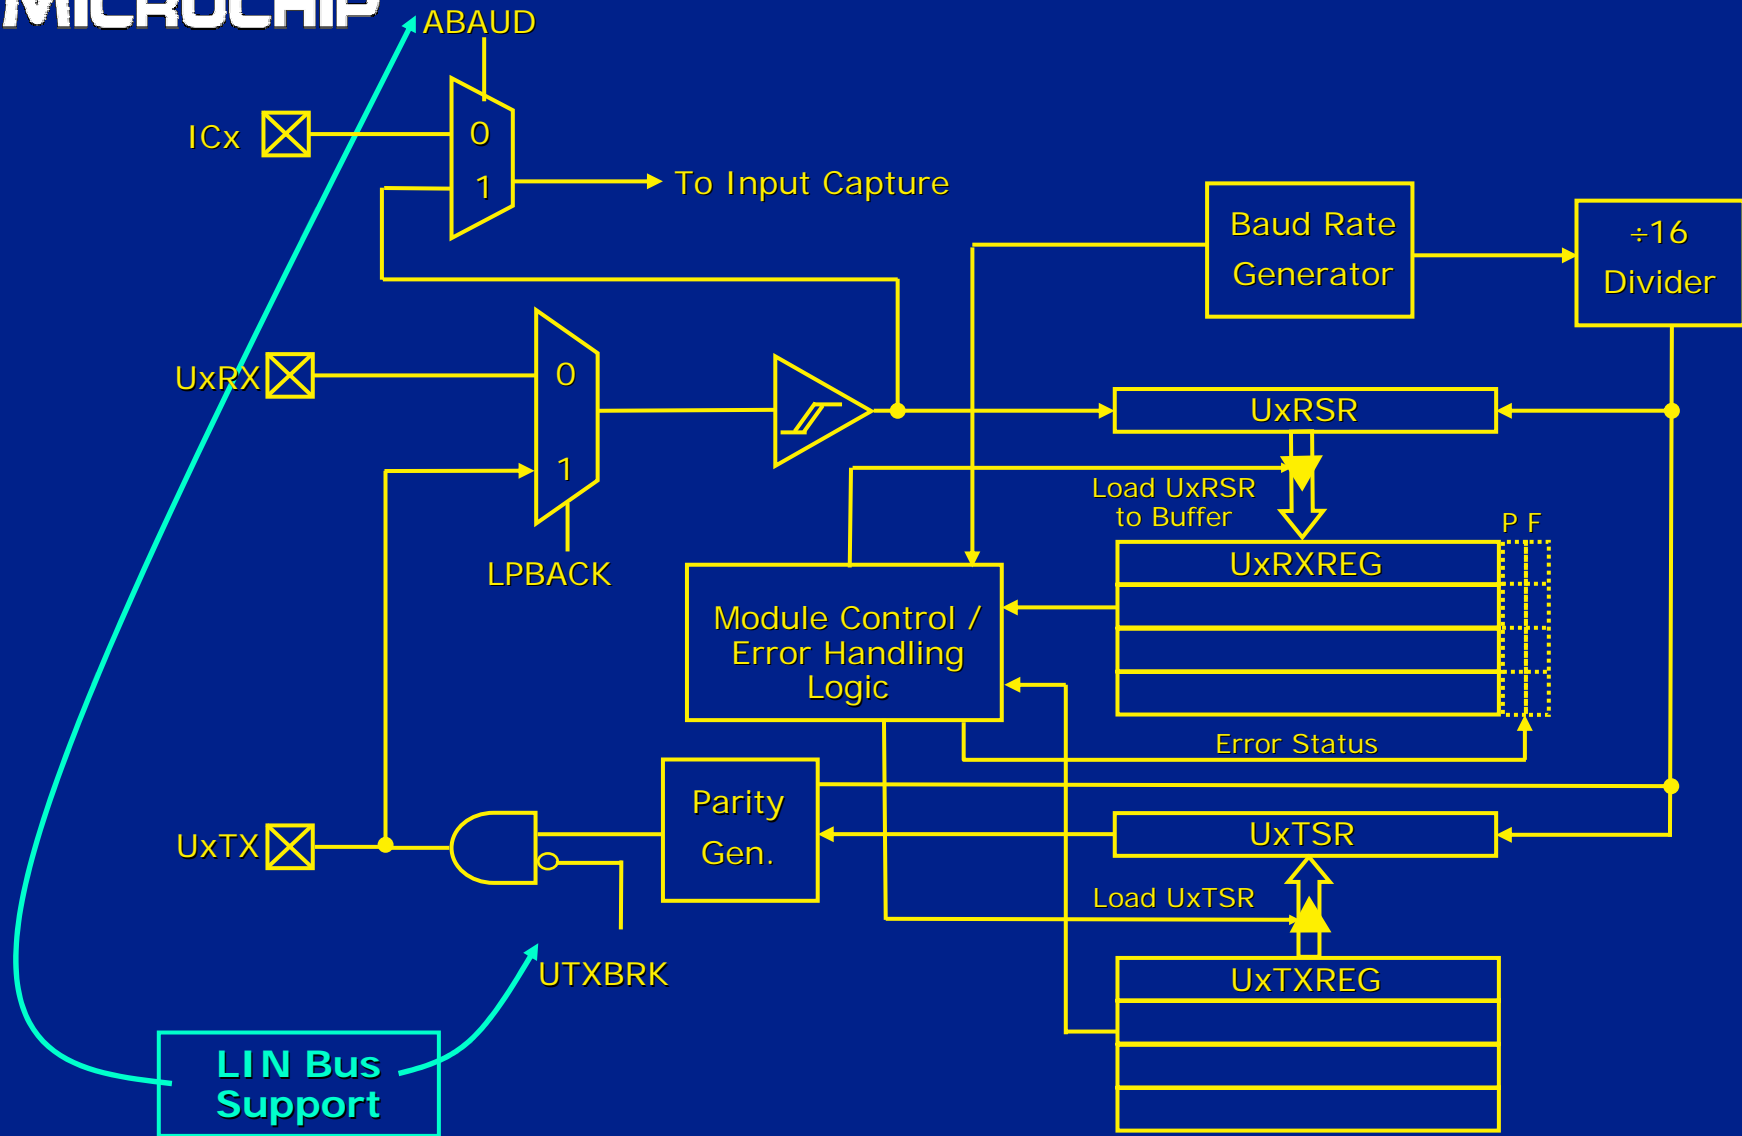 MICROCHIP
ABAUD
ICx
0
1
To Input Capture
Baud Rate
Generator
÷16
Divider
UxRX
0
1
UxRSR
Load UxRSR
to Buffer
P F
LPBACK
UxRXREG
Module Control /
Error Handling
Logic
Error Status
Parity
Gen.
UxTX
UxTSR
Load UxTSR
UTXBRK
UxTXREG
LIN Bus
Support